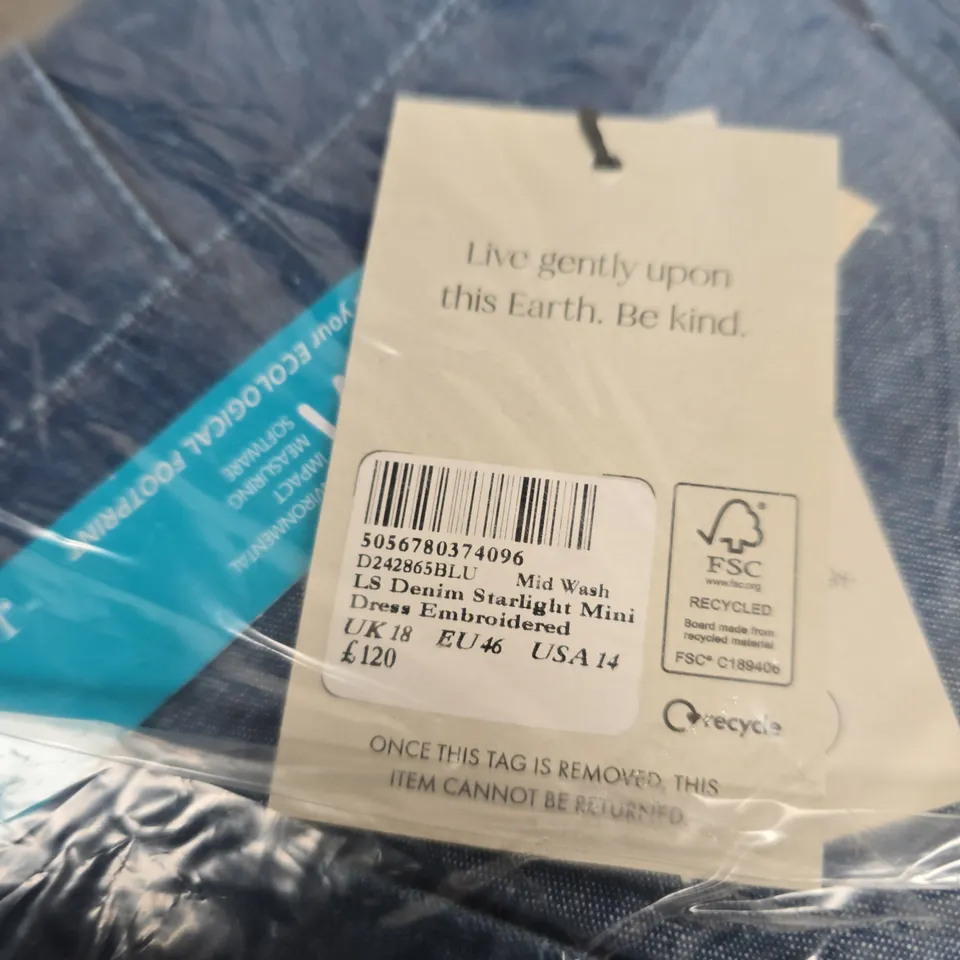 Live gently upon
this Earth. Be kind.
5056780374096
D242865BLU Mid Wash
LS Denim Starlight Mini
Dress Embroidered
UK 18 EU 46 USA 14
£120
FSC®
www.fsc.org
RECYCLED
Board made from
recycled material
FSC® C189406
recycle
ONCE THIS TAG IS REMOVED, THIS
ITEM CANNOT BE RETURNED.
your ECOLOGICAL FOOTPRINT
MEASURING
SOFTWARE
IMPACT